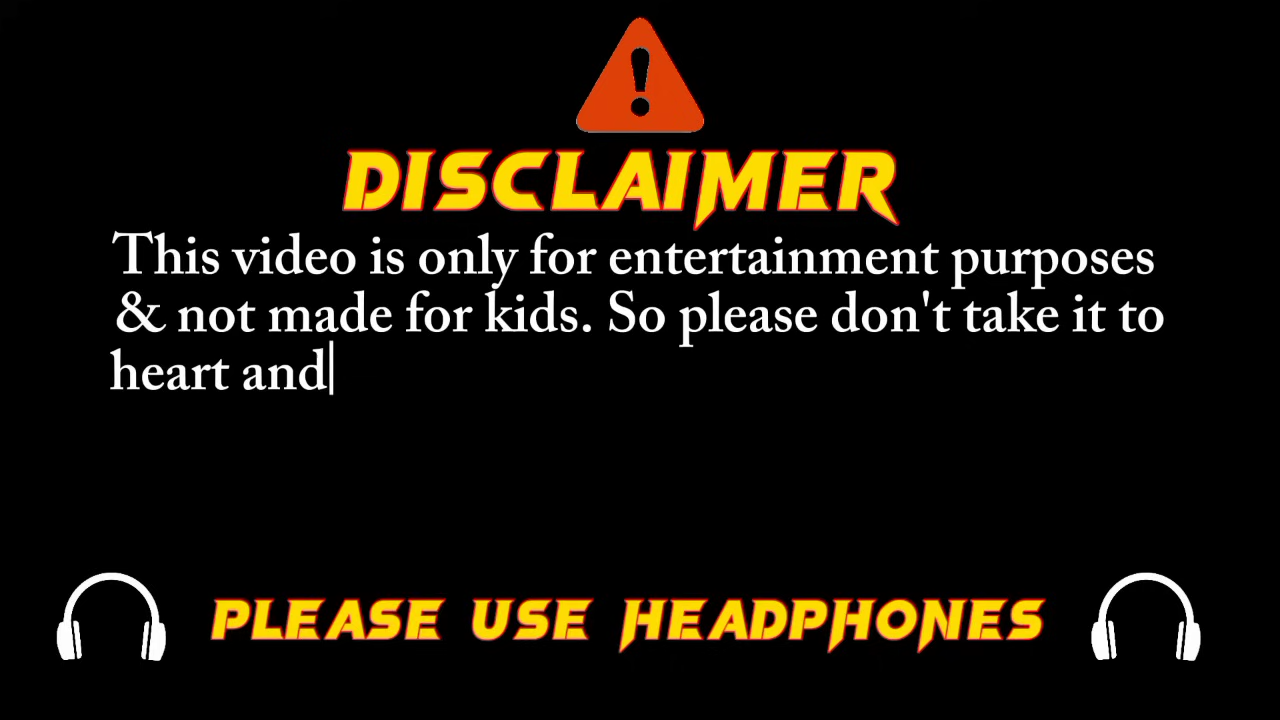 DISCLAIMER
This video is only for entertainment purposes
& not made for kids. So please don't take it to
heart and
PLEASE USE HEADPHONES